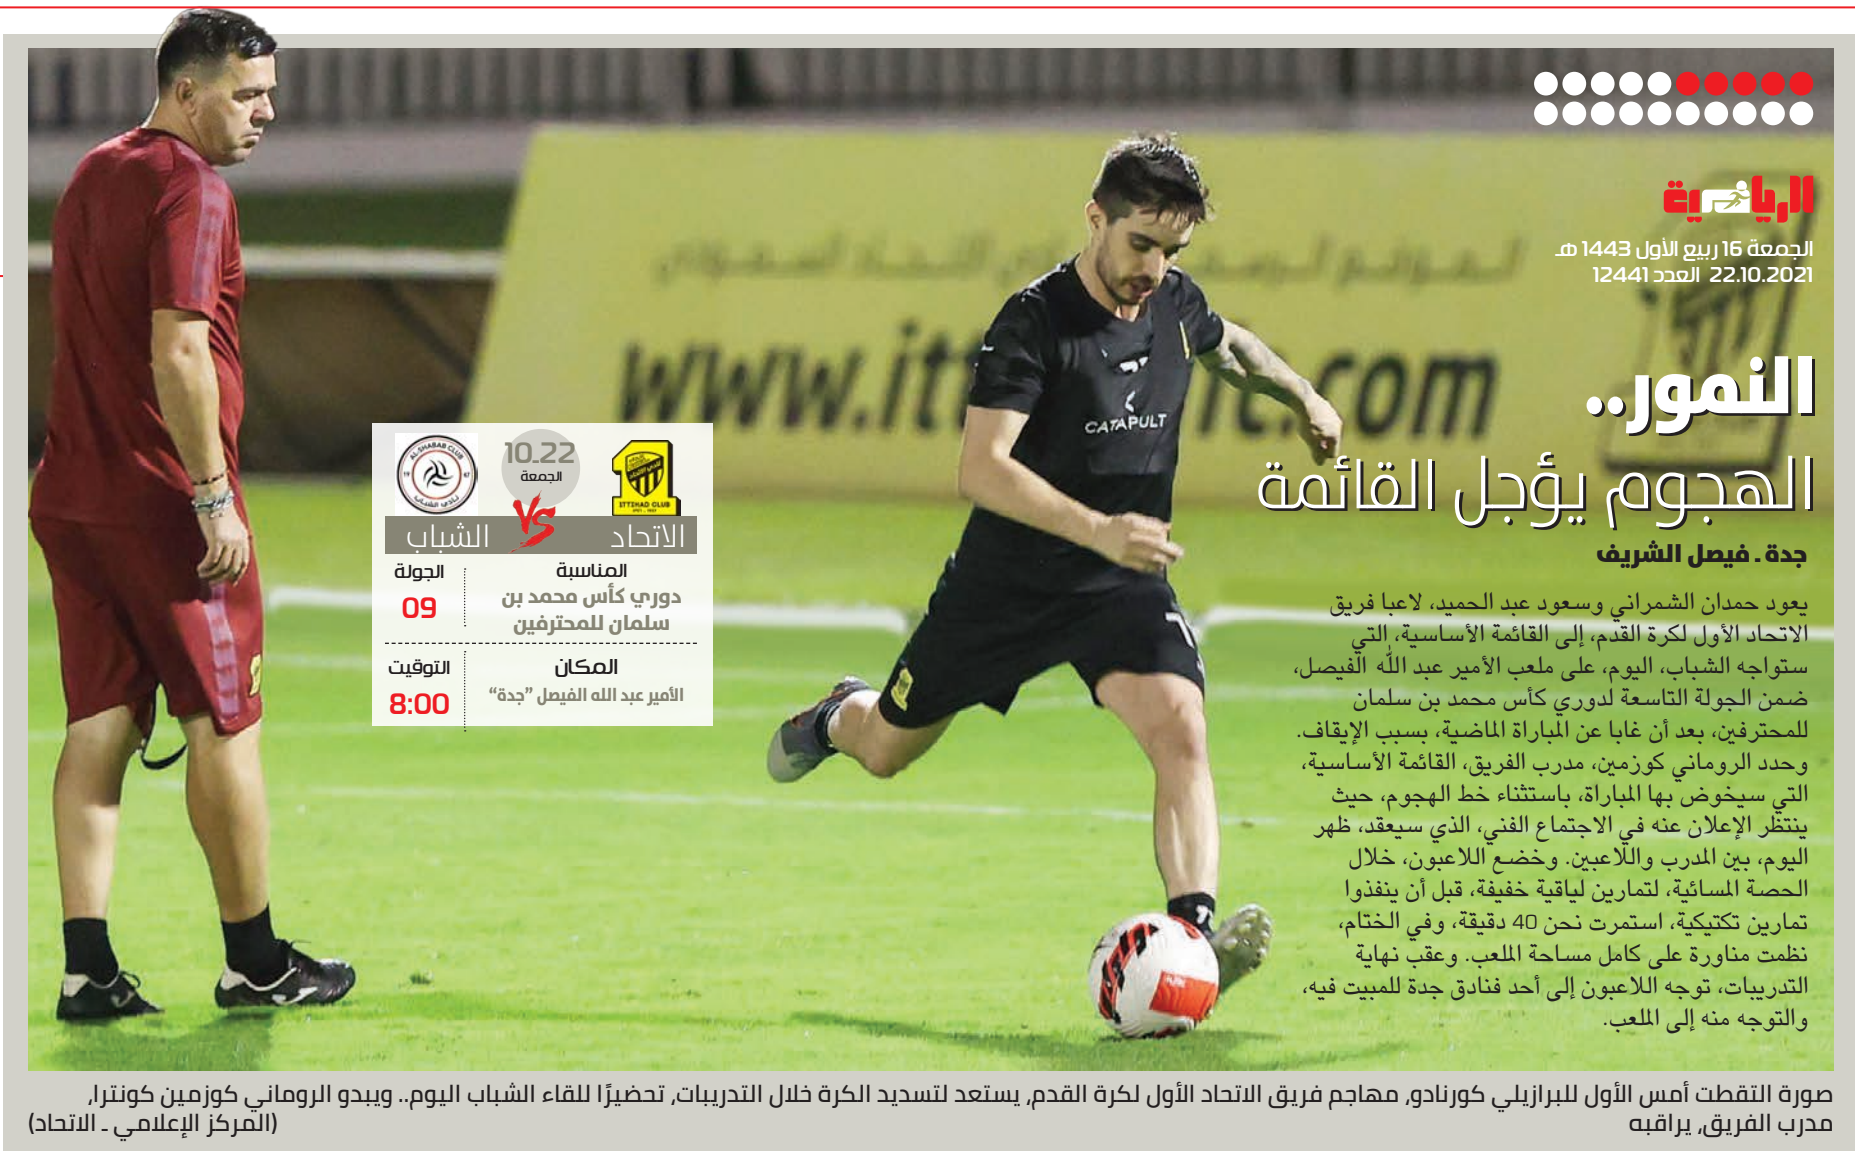 الرياضية
الجمعة 16 ربيع الأول 1443 هـ
22.10.2021 العدد 12441
النمور..
الهجوم يؤجل القائمة
جدة ـ فيصل الشريف
يعود حمدان الشمراني وسعود عبد الحميد، لاعبا فريق
الاتحاد الأول لكرة القدم، إلى القائمة الأساسية، التي
ستواجه الشباب، اليوم، على ملعب الأمير عبد الله الفيصل،
ضمن الجولة التاسعة لدوري كأس محمد بن سلمان
للمحترفين، بعد أن غابا عن المباراة الماضية، بسبب الإيقاف.
وحدد الروماني كوزمين، مدرب الفريق، القائمة الأساسية،
التي سيخوض بها المباراة، باستثناء خط الهجوم، حيث
ينتظر الإعلان عنه في الاجتماع الفني، الذي سيعقد، ظهر
اليوم، بين المدرب واللاعبين. وخضع اللاعبون، خلال
الحصة المسائية، لتمارين لياقية خفيفة، قبل أن ينفذوا
تمارين تكتيكية، استمرت نحن 40 دقيقة، وفي الختام،
نظمت مناورة على كامل مساحة الملعب. وعقب نهاية
التدريبات، توجه اللاعبون إلى أحد فنادق جدة للمبيت فيه،
والتوجه منه إلى الملعب.
10ـ22
الجمعة
ITTIHAD CLUB
AL-SHABAB CLUB
نادي الشباب
الاتحاد
VS
الشباب
المناسبة
دوري كأس محمد بن
سلمان للمحترفين
الجولة
09
المكان
الأمير عبد الله الفيصل ”جدة“
التوقيت
8:00
CATAPULT
صورة التقطت أمس الأول للبرازيلي كورنادو، مهاجم فريق الاتحاد الأول لكرة القدم، يستعد لتسديد الكرة خلال التدريبات، تحضيرًا للقاء الشباب اليوم.. ويبدو الروماني كوزمين كونترا،
مدرب الفريق، يراقبه
(المركز الإعلامي ـ الاتحاد)